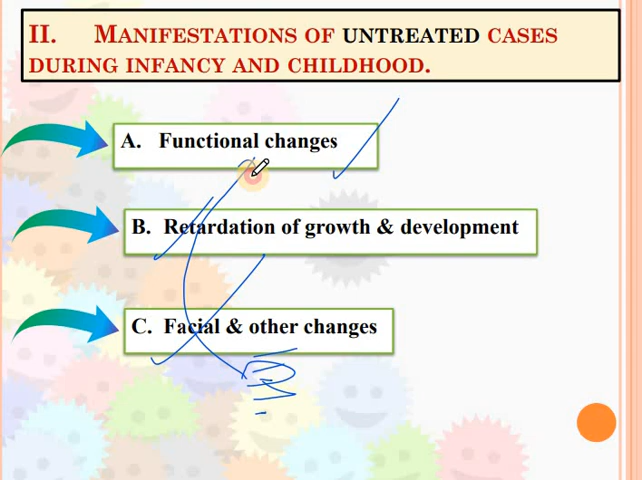 II. MANIFESTATIONS OF UNTREATED CASES
DURING INFANCY AND CHILDHOOD.
A. Functional changes
B. Retardation of growth & development
C. Facial & other changes